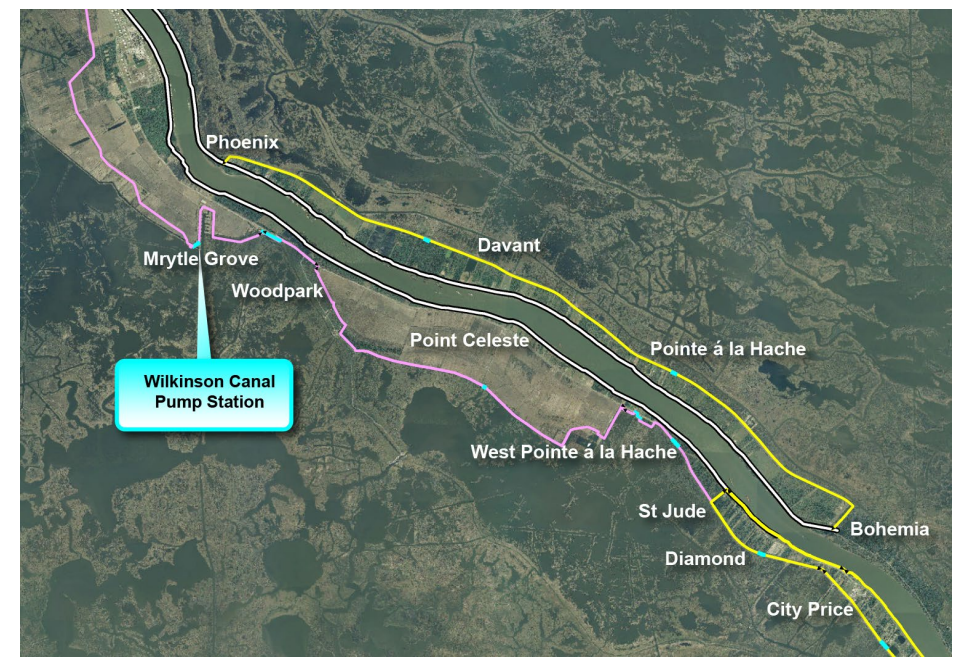 Phoenix
Davant
Mrytle Grove
Woodpark
Point Celeste
Pointe á la Hache
Wilkinson Canal
Pump Station
West Pointe á la Hache
St Jude
Bohemia
Diamond
City Price